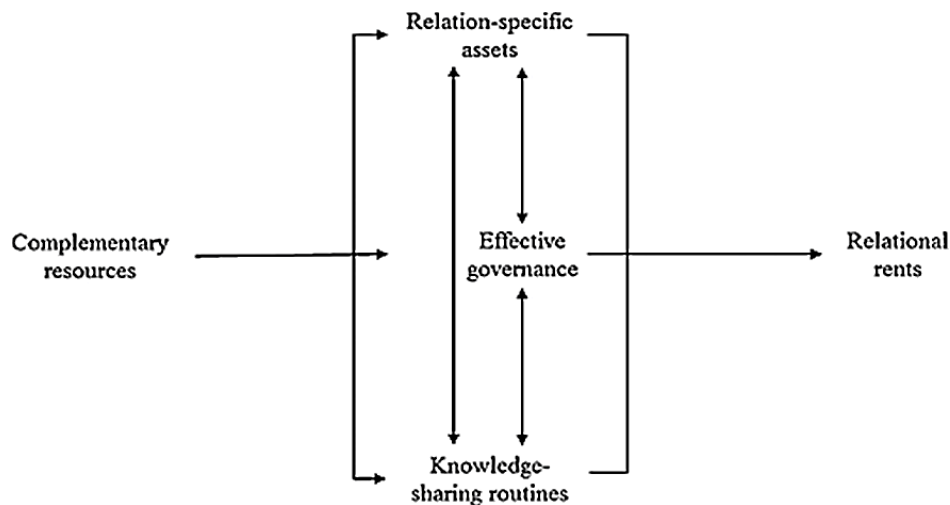 Relation-specific
assets
Complementary
resources
Effective
governance
Relational
rents
Knowledge-
sharing routines